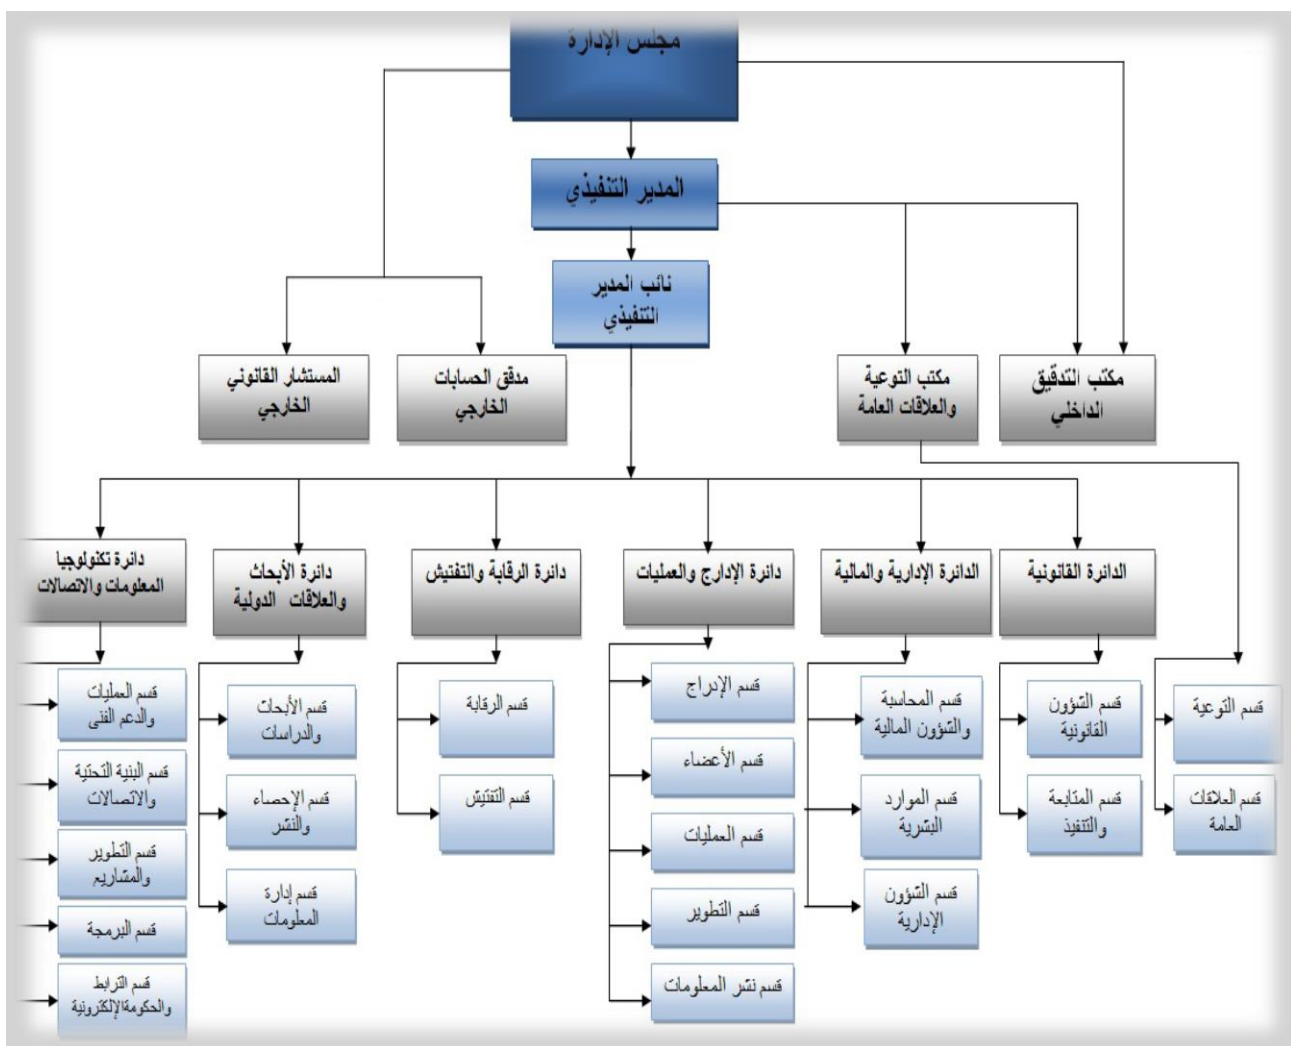 مجلس الإدارة
المدير التنفيذي
نائب المدير
التنفيذي
مكتب التدقيق
الداخلي
مكتب التوعية
والعلاقات العامة
مدقق الحسابات
الخارجي
المستشار القانوني
الخارجي
الدائرة القانونية
الدائرة الإدارية والمالية
دائرة الإدارج والعمليات
دائرة الرقابة والتفتيش
دائرة الأبحاث
والعلاقات الدولية
دائرة تكنولوجيا
المعلومات والاتصالات
قسم التوعية
قسم العلاقات
العامة
قسم الشؤون
القانونية
قسم المتابعة
والتنفيذ
قسم المحاسبة
والشؤون المالية
قسم الموارد
البشرية
قسم الشؤون
الإدارية
قسم الإدراج
قسم الأعضاء
قسم العمليات
قسم التطوير
قسم نشر المعلومات
قسم الرقابة
قسم التفتيش
قسم الأبحاث
والدراسات
قسم الإحصاء
والنشر
قسم إدارة
المعلومات
قسم العمليات
والدعم الفنى
قسم البنية التحتية
والاتصالات
قسم التطوير
والمشاريع
قسم البرمجة
قسم الترابط
والحكومة الإلكترونية